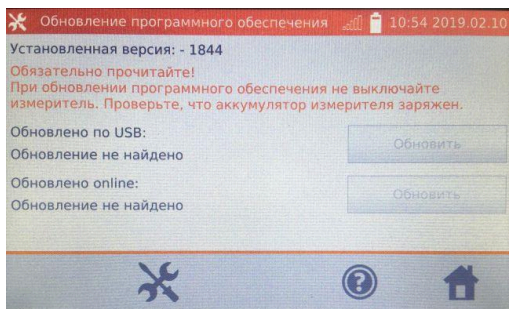 Обновление программного обеспечения 10:54 2019.02.10
Установленная версия: - 1844
Обязательно прочитайте!
При обновлении программного обеспечения не выключайте
измеритель. Проверьте, что аккумулятор измерителя заряжен.
Обновлено по USB:
Обновить
Обновление не найдено
Обновлено online:
Обновить
Обновление не найдено
?